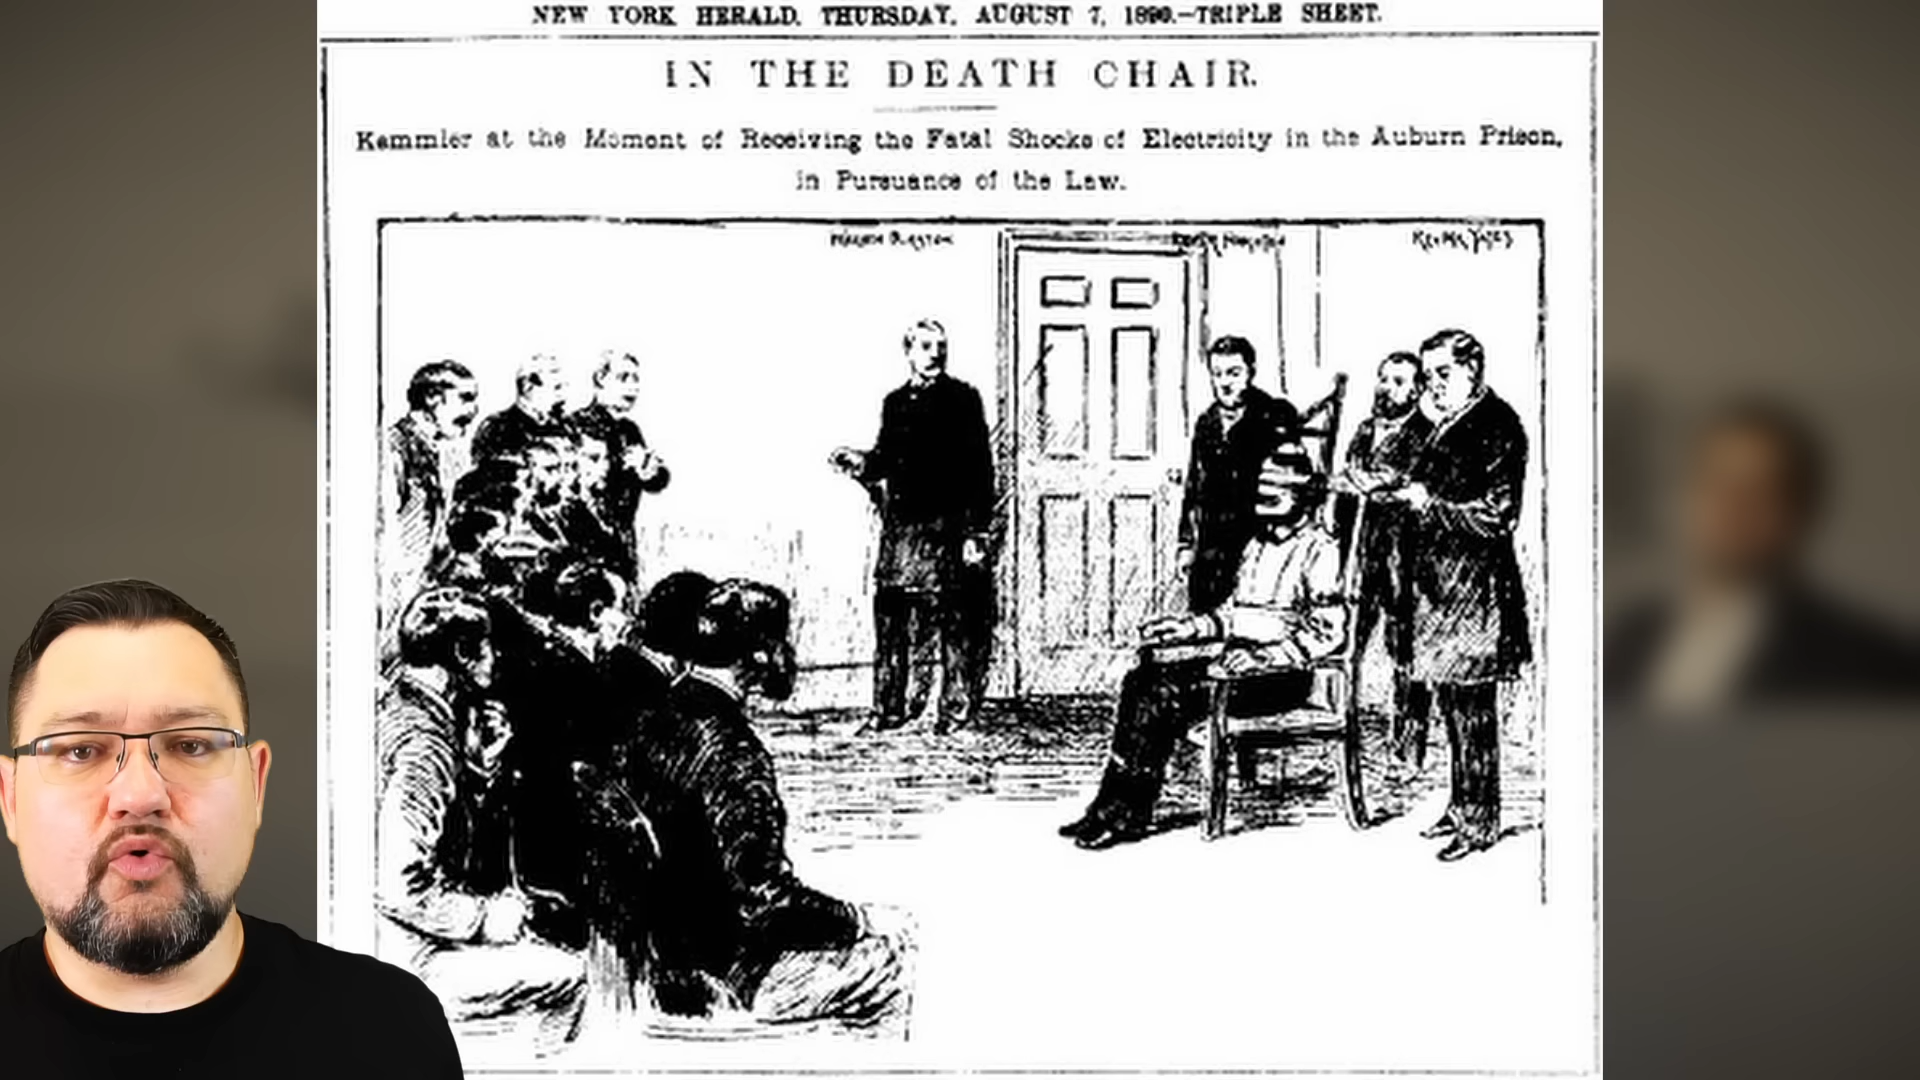 NEW YORK HERALD, THURSDAY, AUGUST 7, 1890.—TRIPLE SHEET.
IN THE DEATH CHAIR.
Kemmler at the Moment of Receiving the Fatal Shocks of Electricity in the Auburn Prison,
in Pursuance of the Law.